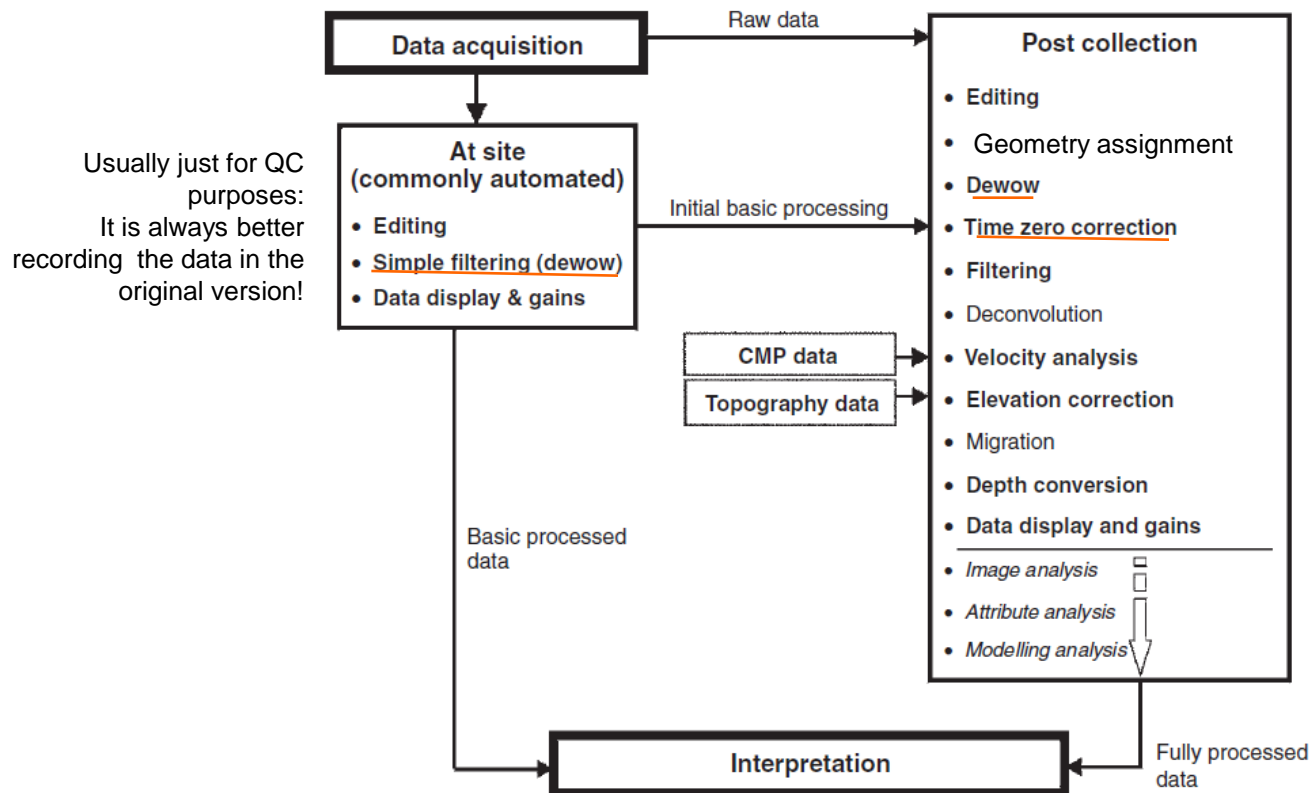 Data acquisition
Raw data
Usually just for QC
purposes:
It is always better
recording the data in the
original version!
At site
(commonly automated)
• Editing
• Simple filtering (dewow)
• Data display & gains
Initial basic processing
Post collection
• Editing
• Geometry assignment
• Dewow
• Time zero correction
• Filtering
• Deconvolution
• Velocity analysis
• Elevation correction
• Migration
• Depth conversion
• Data display and gains
• Image analysis
• Attribute analysis
• Modelling analysis
CMP data
Topography data
Basic processed
data
Interpretation
Fully processed
data